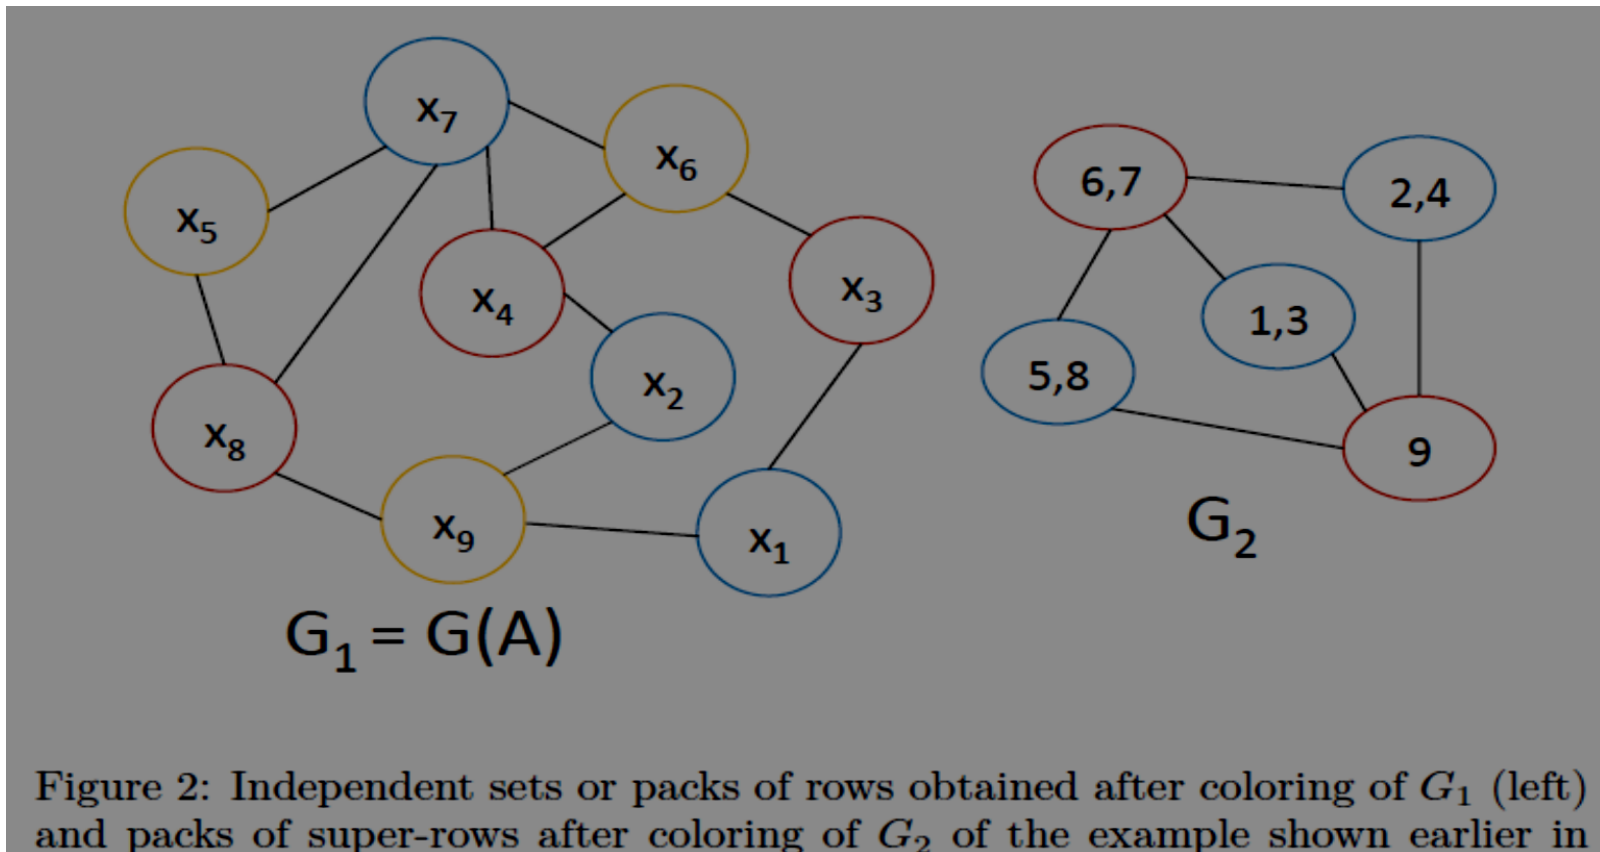 x₇
x₆
6,7
2,4
x₅
x₄
x₃
1,3
x₂
5,8
x₈
9
x₉
x₁
G₂
G₁ = G(A)
Figure 2: Independent sets or packs of rows obtained after coloring of G₁ (left)
and packs of super-rows after coloring of G₂ of the example shown earlier in